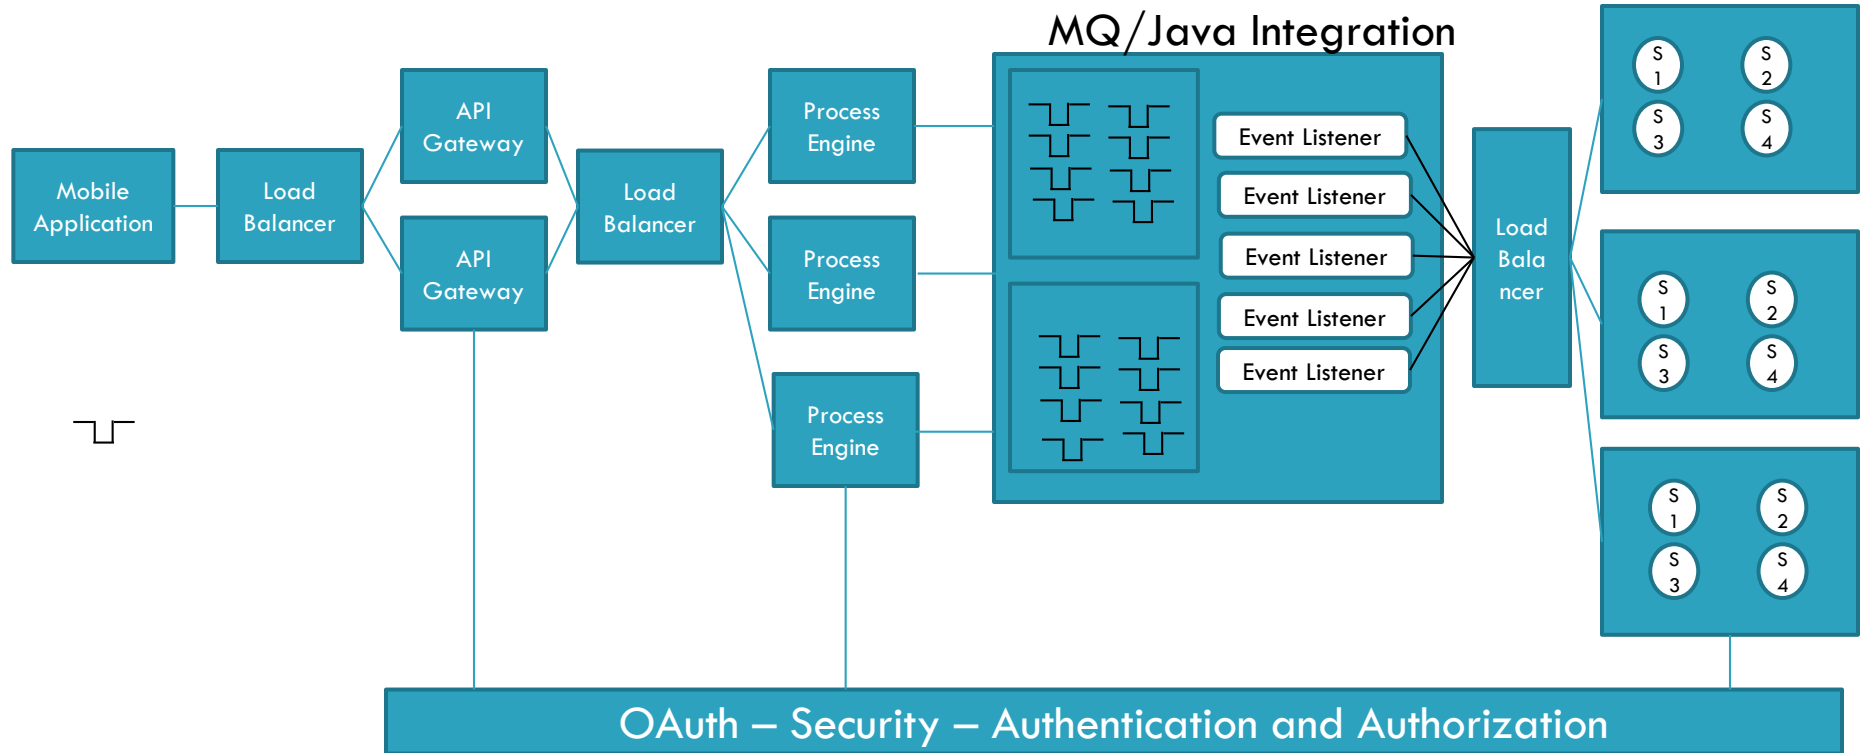 MQ/Java Integration
Mobile
Application
Load
Balancer
API
Gateway
API
Gateway
Load
Balancer
Process
Engine
Process
Engine
Process
Engine
Event Listener
Event Listener
Event Listener
Event Listener
Event Listener
Load
Bala
ncer
S
1
S
2
S
3
S
4
S
1
S
2
S
3
S
4
S
1
S
2
S
3
S
4
OAuth – Security – Authentication and Authorization